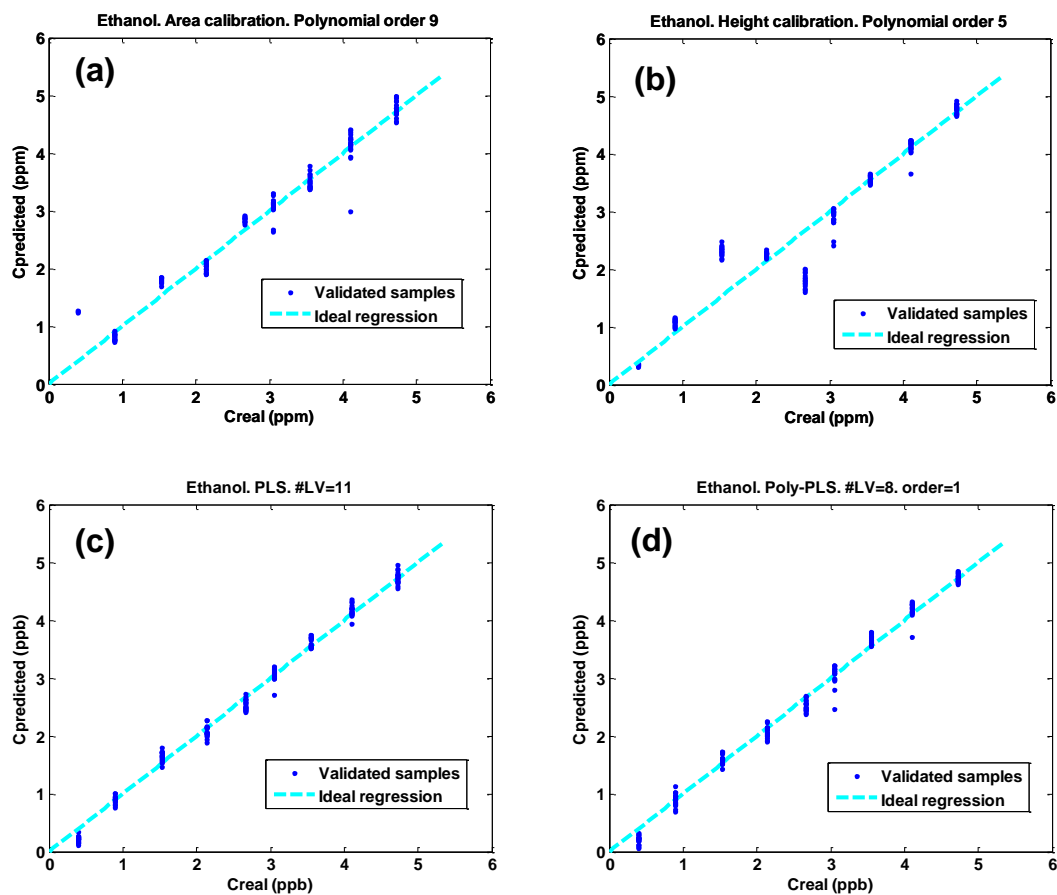 Ethanol. Area calibration. Polynomial order 9
(a)
6
5
4
3
2
1
0
Cpredicted (ppm)
Validated samples
Ideal regression
0 1 2 3 4 5 6
Creal (ppm)
Ethanol. Height calibration. Polynomial order 5
(b)
6
5
4
3
2
1
0
Cpredicted (ppm)
Validated samples
Ideal regression
0 1 2 3 4 5 6
Creal (ppm)
Ethanol. PLS. #LV=11
(c)
6
5
4
3
2
1
0
Cpredicted (ppb)
Validated samples
Ideal regression
0 1 2 3 4 5 6
Creal (ppb)
Ethanol. Poly-PLS. #LV=8. order=1
(d)
6
5
4
3
2
1
0
Cpredicted (ppb)
Validated samples
Ideal regression
0 1 2 3 4 5 6
Creal (ppb)